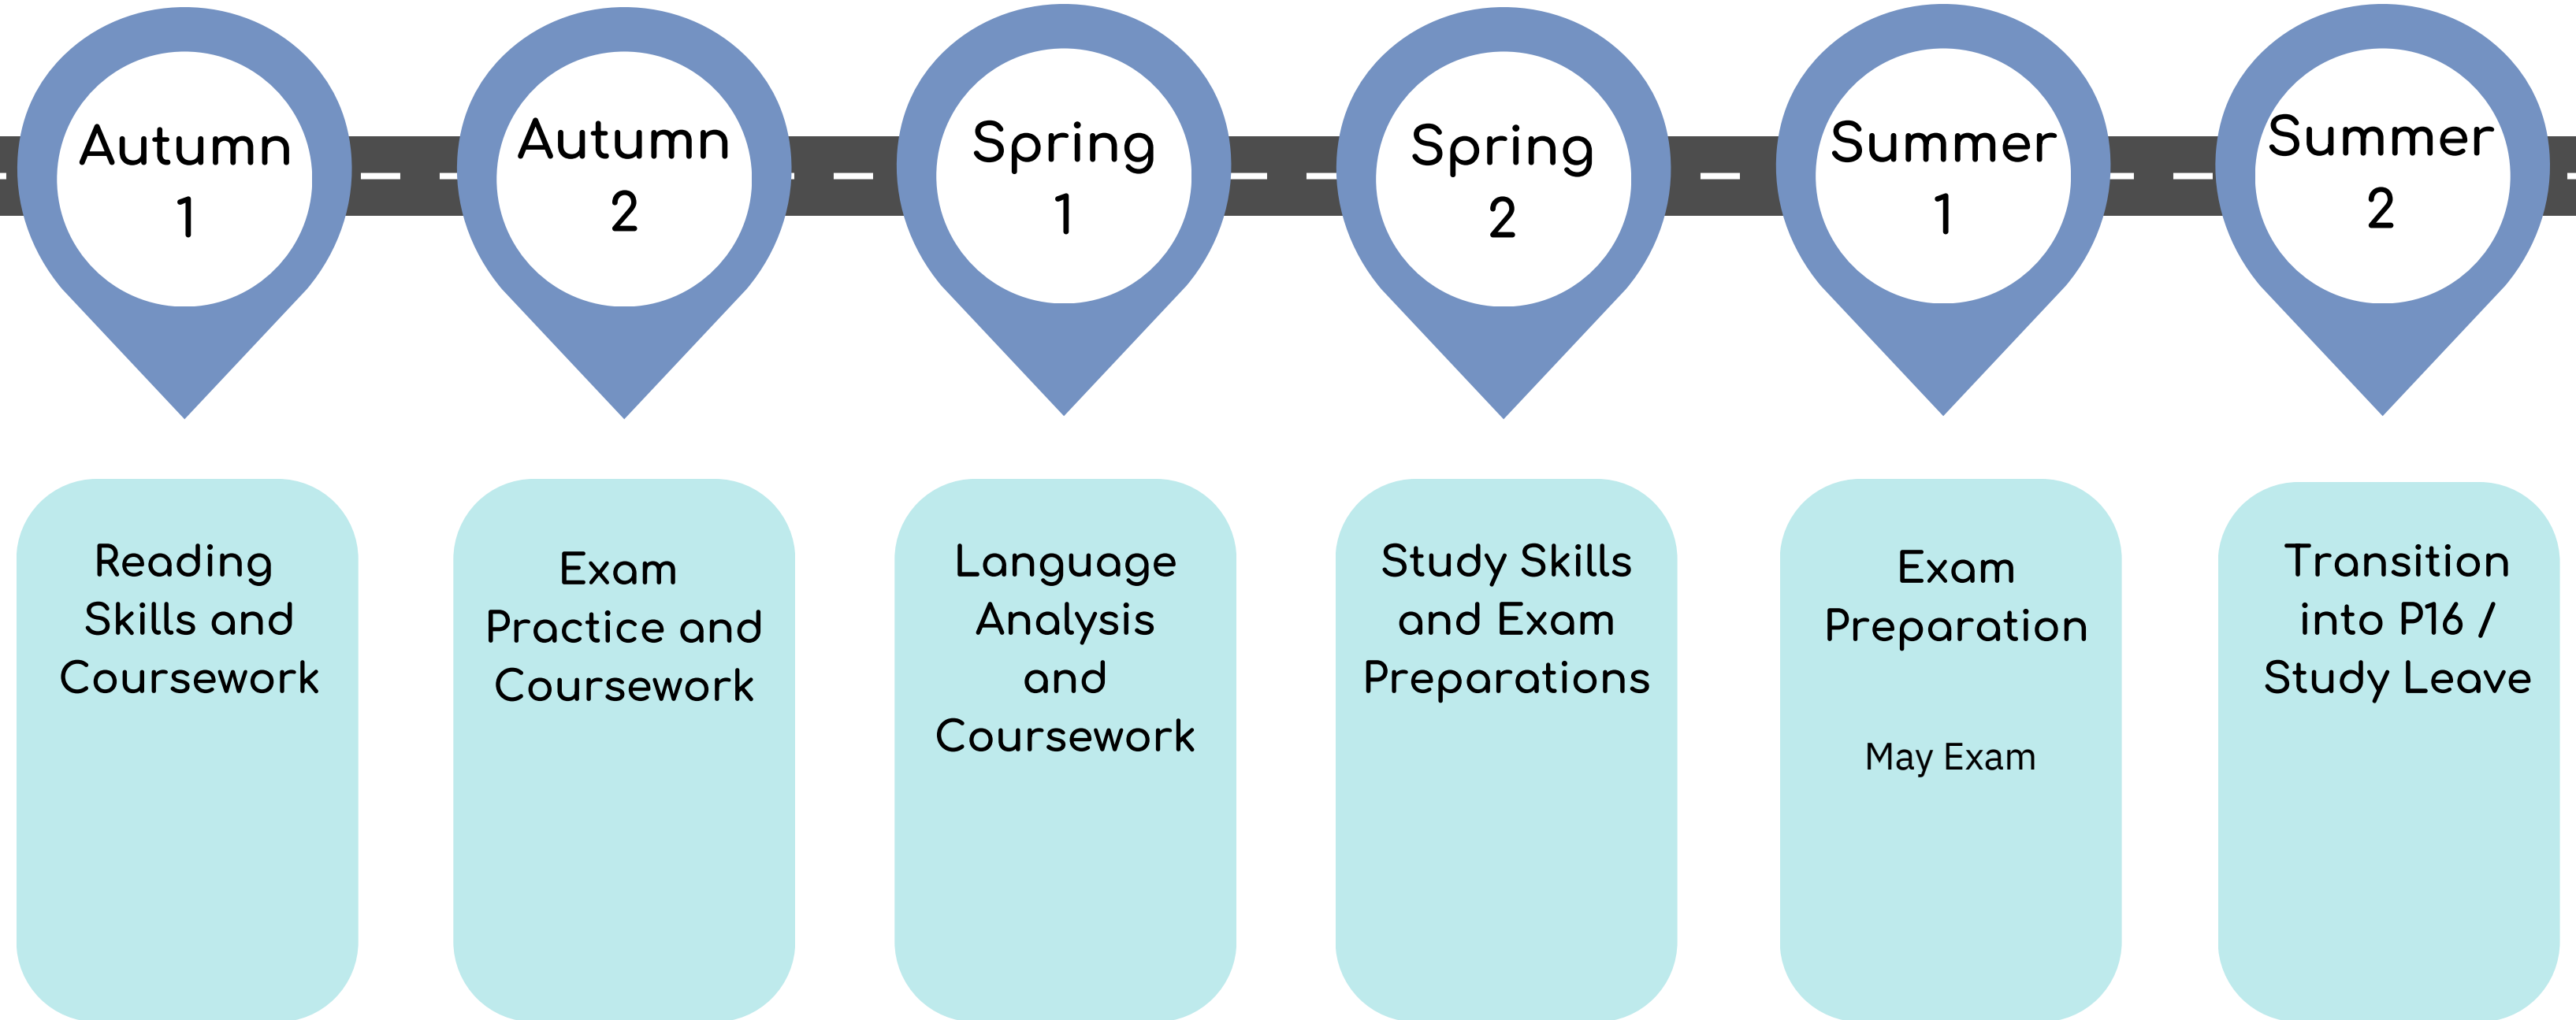 Autumn
1
Autumn
2
Spring
1
Spring
2
Summer
1
Summer
2
Reading
Skills and
Coursework
Exam
Practice and
Coursework
Language
Analysis
and
Coursework
Study Skills
and Exam
Preparations
Exam
Preparation
May Exam
Transition
into P16 /
Study Leave